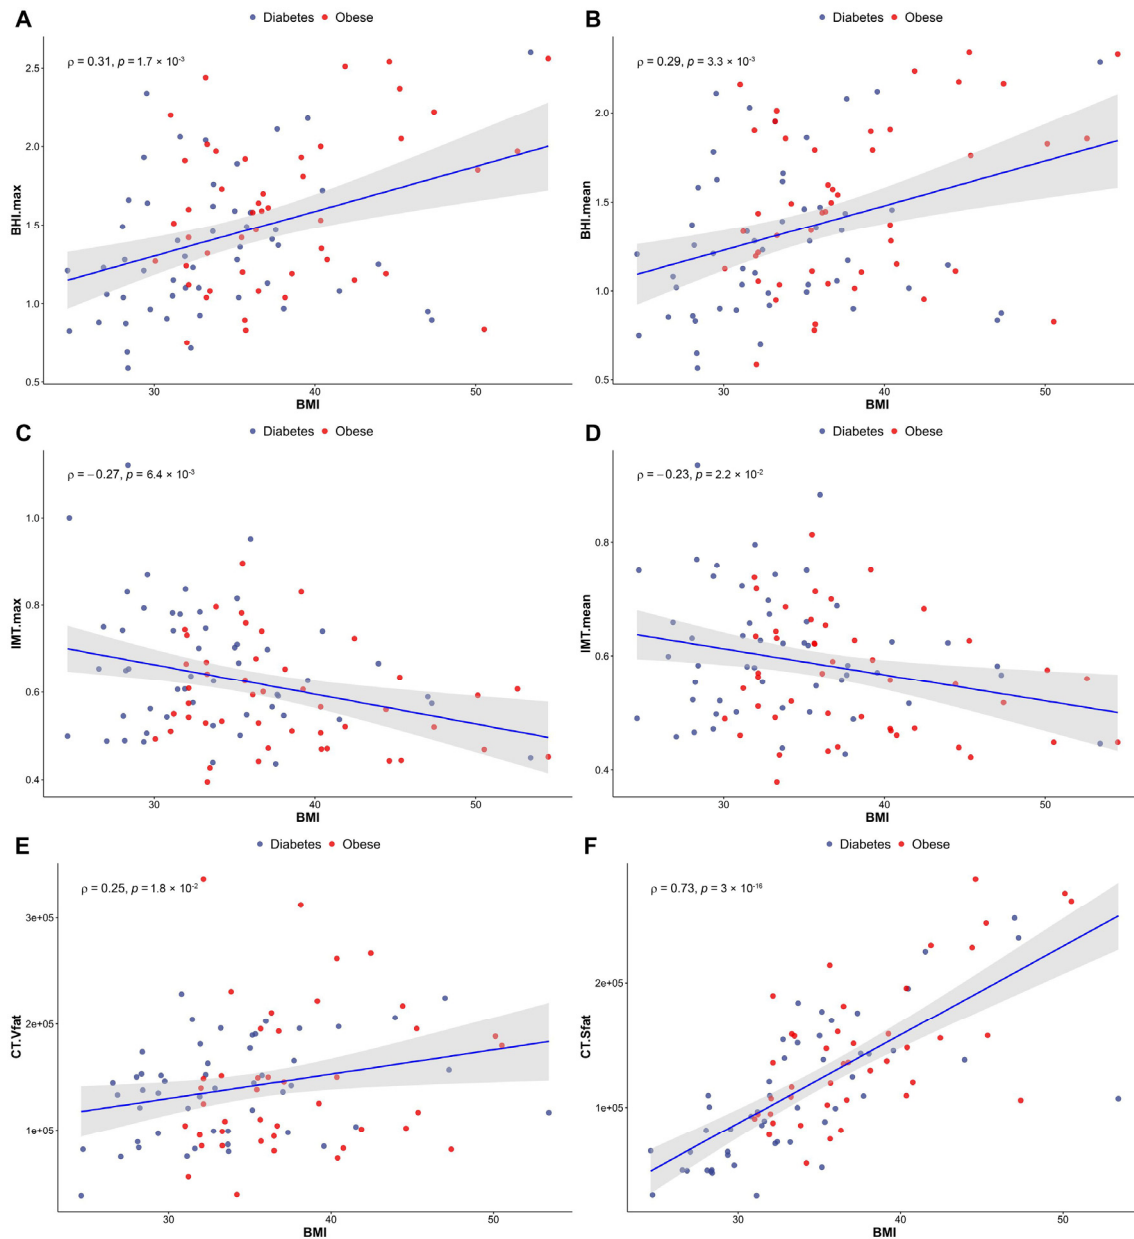 A
Diabetes Obese
ρ = 0.31, p = 1.7 × 10⁻³
BHI.max
2.5
2.0
1.5
1.0
0.5
30 40 50
BMI
B
Diabetes Obese
ρ = 0.29, p = 3.3 × 10⁻³
BHI.mean
2.0
1.5
1.0
0.5
30 40 50
BMI
C
Diabetes Obese
ρ = −0.27, p = 6.4 × 10⁻³
IMT.max
1.0
0.8
0.6
0.4
30 40 50
BMI
D
Diabetes Obese
ρ = −0.23, p = 2.2 × 10⁻²
IMT.mean
0.8
0.6
0.4
30 40 50
BMI
E
Diabetes Obese
ρ = 0.25, p = 1.8 × 10⁻²
CT.Vfat
3e+05
2e+05
1e+05
30 40 50
BMI
F
Diabetes Obese
ρ = 0.73, p = 3 × 10⁻¹⁶
CT.Sfat
2e+05
1e+05
30 40 50
BMI